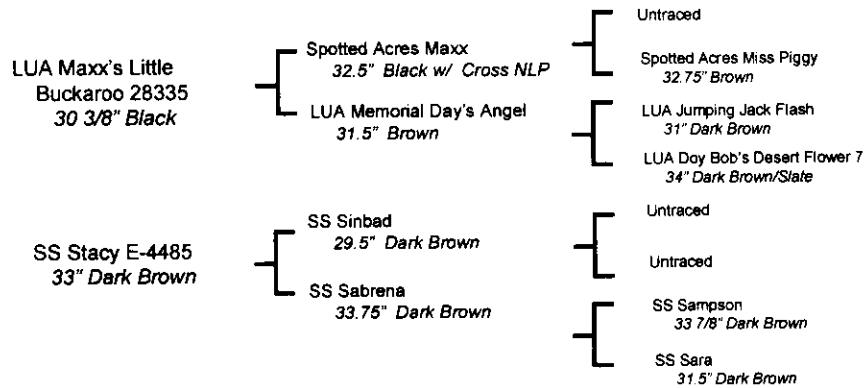 LUA Maxx's Little
Buckaroo 28335
30 3/8" Black
Spotted Acres Maxx
32.5" Black w/ Cross NLP
LUA Memorial Day's Angel
31.5" Brown
Untraced
Spotted Acres Miss Piggy
32.75" Brown
LUA Jumping Jack Flash
31" Dark Brown
LUA Doy Bob's Desert Flower 7
34" Dark Brown/Slate
SS Stacy E-4485
33" Dark Brown
SS Sinbad
29.5" Dark Brown
SS Sabrena
33.75" Dark Brown
Untraced
Untraced
SS Sampson
33 7/8" Dark Brown
SS Sara
31.5" Dark Brown